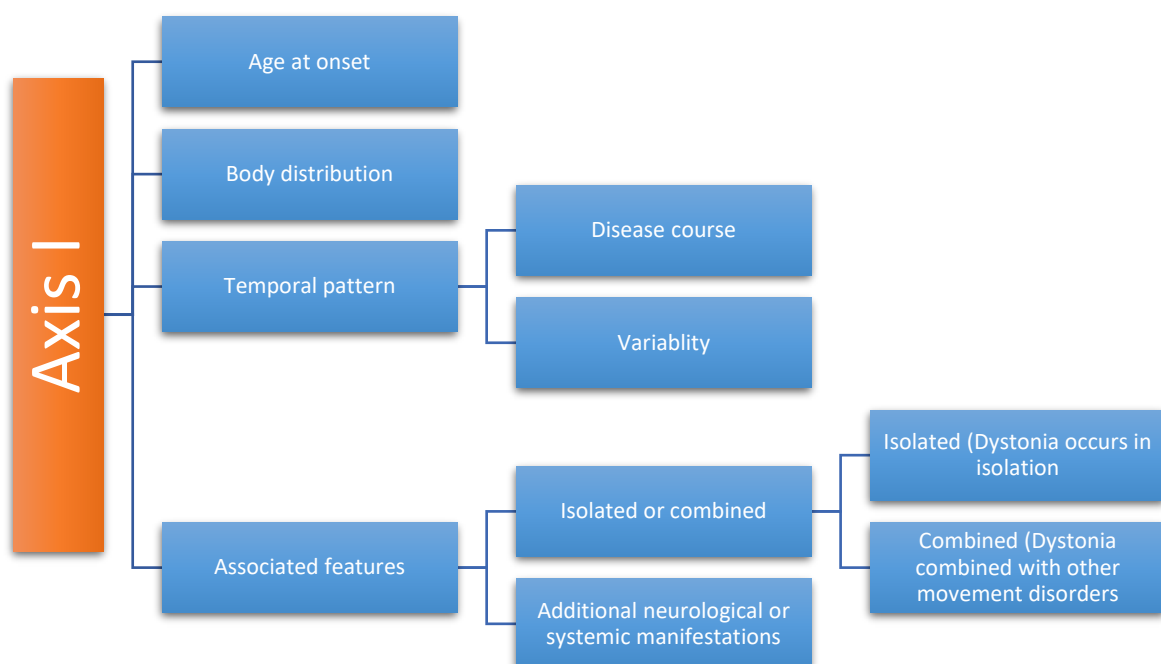 Axis I
Age at onset
Body distribution
Temporal pattern
Disease course
Variablity
Associated features
Isolated or combined
Isolated (Dystonia occurs in
isolation
Combined (Dystonia
combined with other
movement disorders
Additional neurological or
systemic manifestations